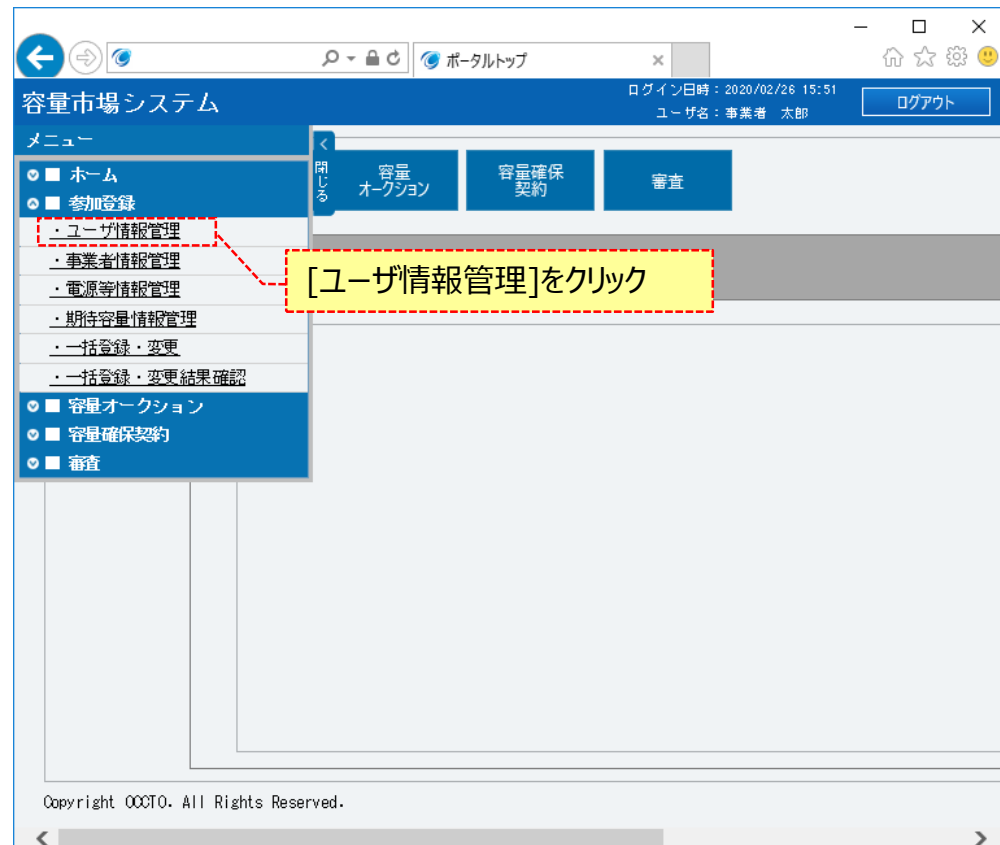 ポータルトップ
容量市場システム
ログイン日時：2020/02/26 15:51
ユーザ名：事業者 太郎
ログアウト
メニュー
閉じる
ホーム
参加登録
・ユーザ情報管理
・事業者情報管理
・電源等情報管理
・期待容量情報管理
・一括登録・変更
・一括登録・変更結果確認
容量オークション
容量確保契約
審査
容量
オークション
容量確保
契約
審査
[ユーザ情報管理]をクリック
Copyright OCCTO. All Rights Reserved.